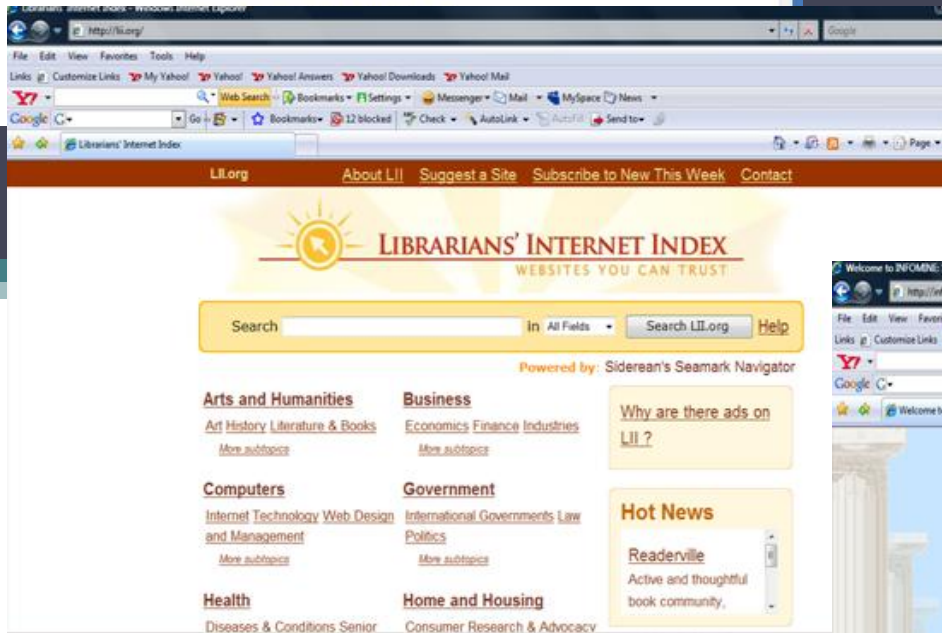 Librarians' Internet Index - Windows Internet Explorer
http://lii.org/
Google
File Edit View Favorites Tools Help
Links Customize Links My Yahoo! Yahoo! Yahoo! Answers Yahoo! Downloads Yahoo! Mail
Web Search Bookmarks Settings Messenger Mail MySpace News
Google Go Bookmarks 12 blocked Check AutoLink AutoFill Send to
Librarians' Internet Index Page
LII.org About LII Suggest a Site Subscribe to New This Week Contact
LIBRARIANS' INTERNET INDEX
WEBSITES YOU CAN TRUST
Search in All Fields Search LII.org Help
Powered by: Siderean's Seamark Navigator
Arts and Humanities
Art History Literature & Books
More subtopics
Business
Economics Finance Industries
More subtopics
Why are there ads on
LII ?
Computers
Internet Technology Web Design
and Management
More subtopics
Government
International Governments Law
Politics
More subtopics
Hot News
Readerville
Active and thoughtful
book community,
Health
Diseases & Conditions Senior
Home and Housing
Consumer Research & Advocacy
Welcome to INFOMINE:
http://inf
File Edit View Favori
Links Customize Links
Google
Welcome t